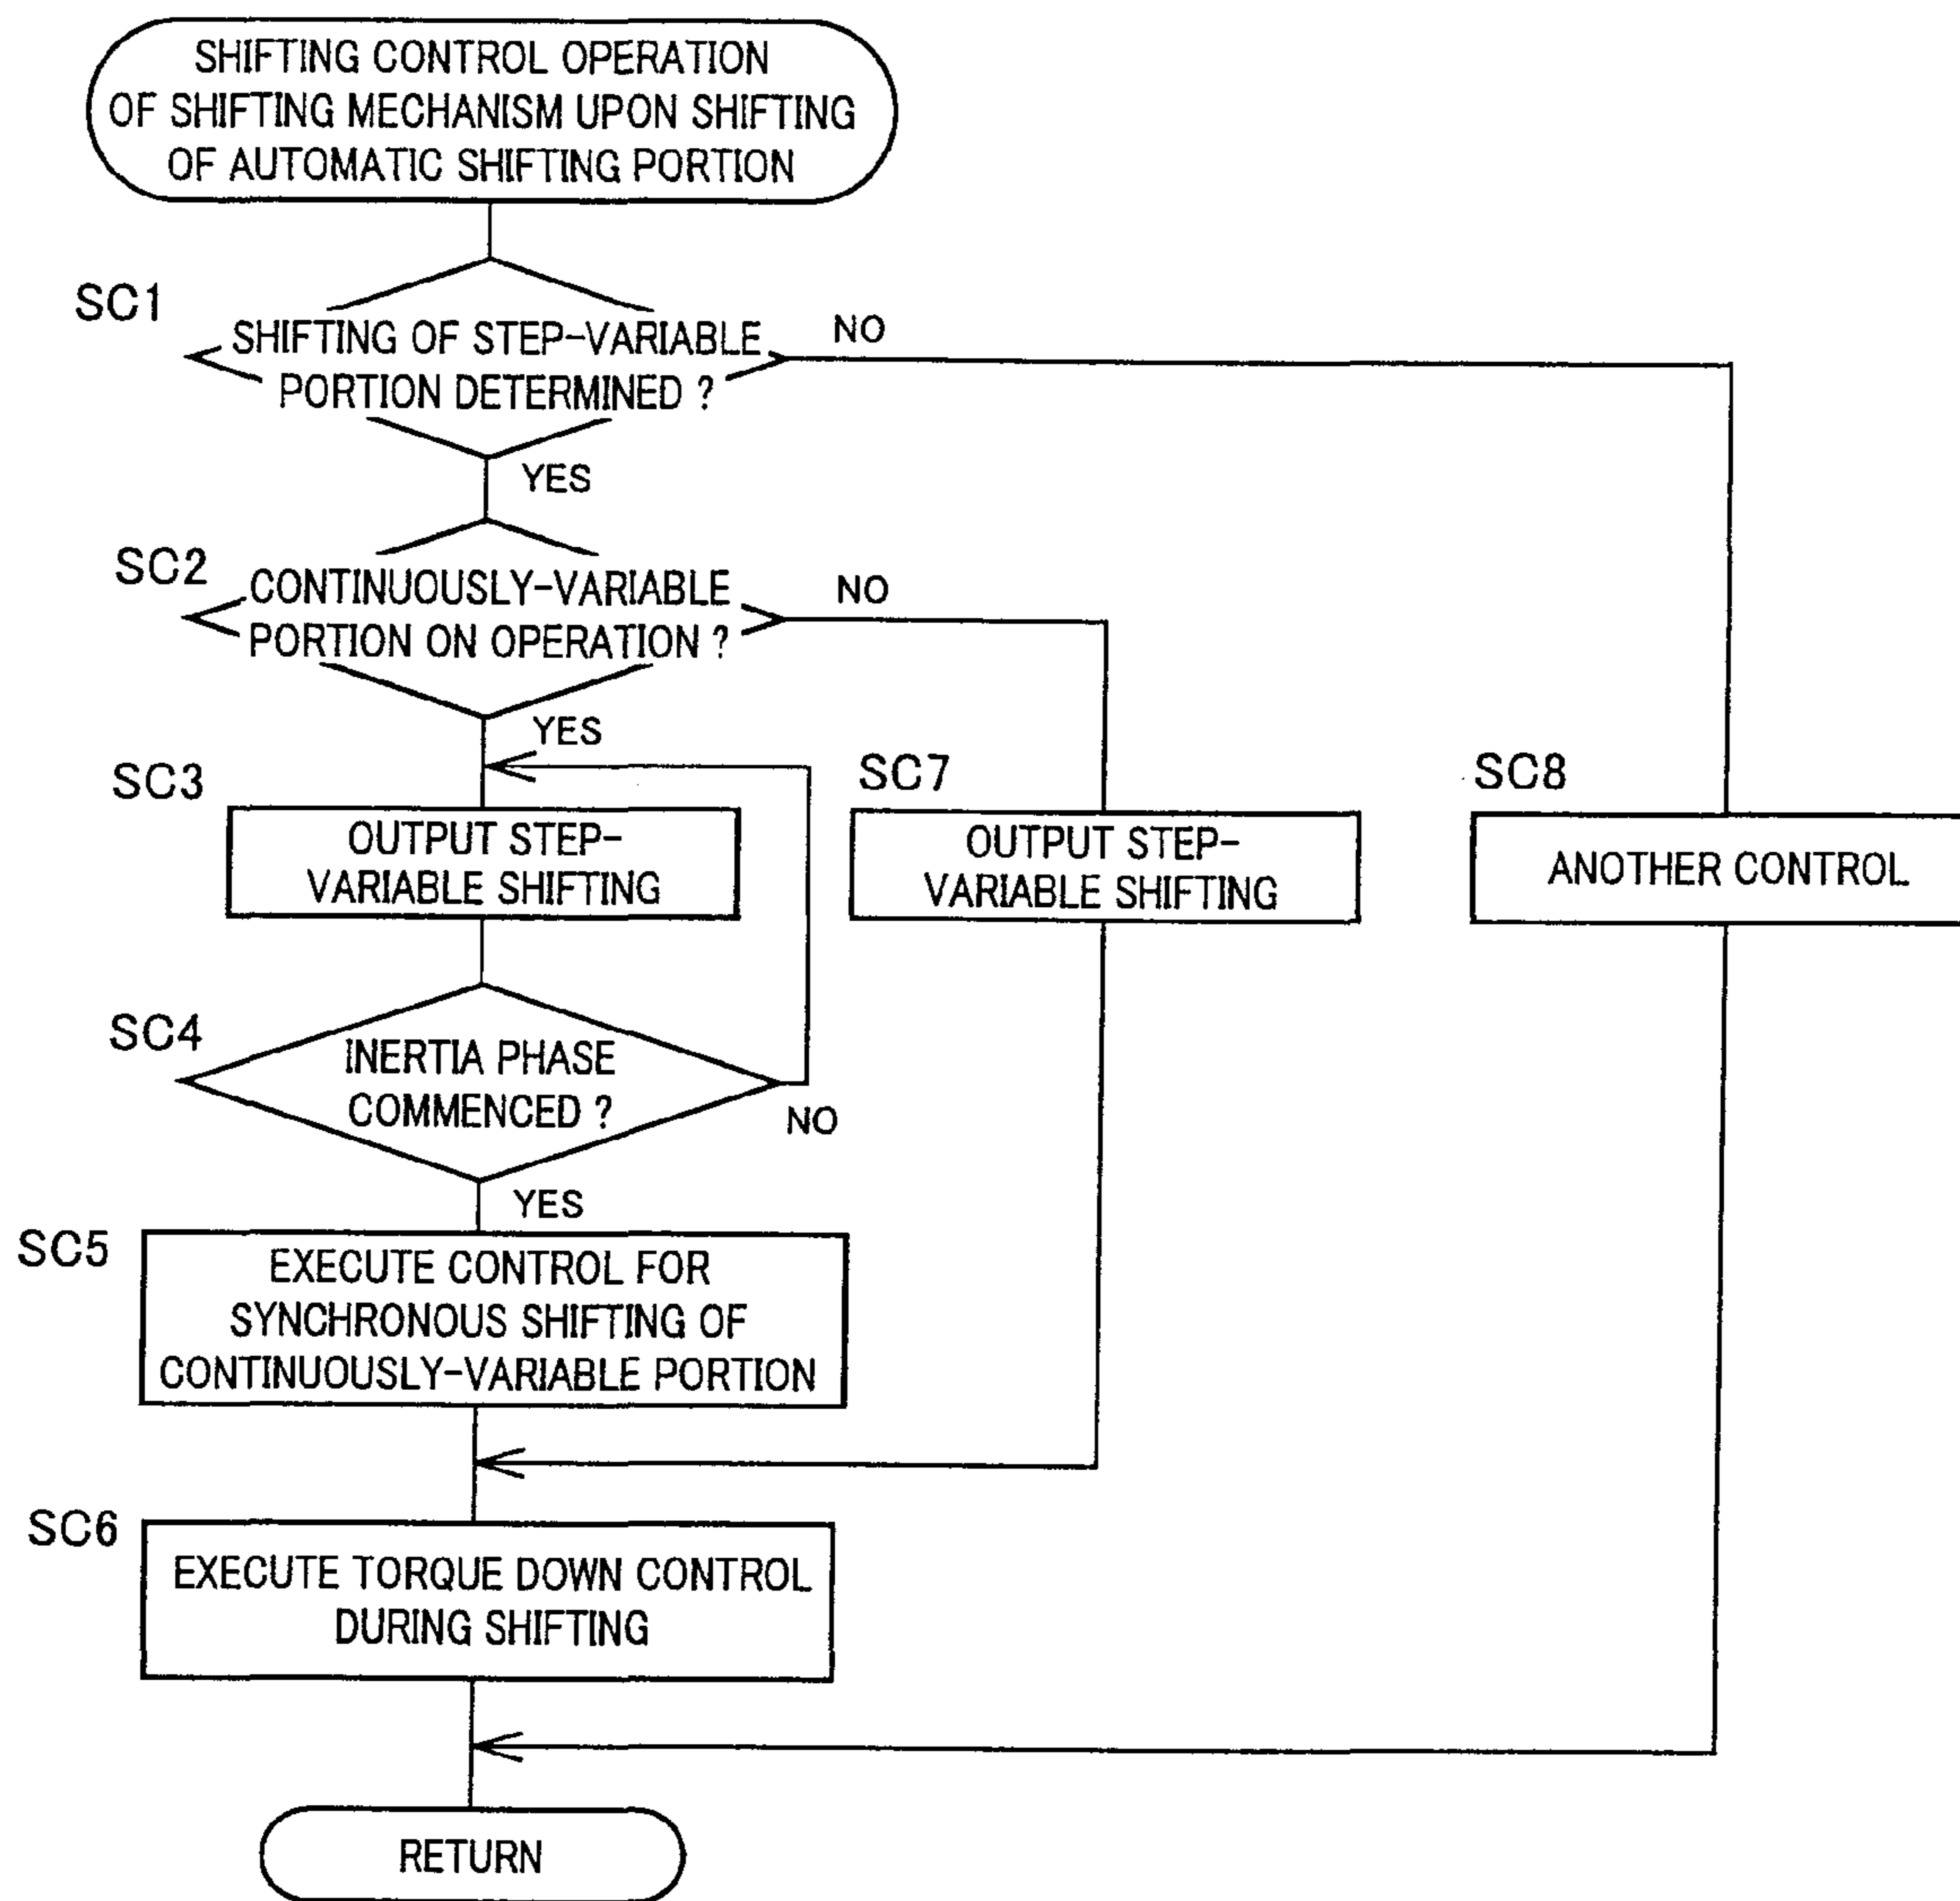 SHIFTING CONTROL OPERATION
OF SHIFTING MECHANISM UPON SHIFTING
OF AUTOMATIC SHIFTING PORTION
SC1
SHIFTING OF STEP-VARIABLE
PORTION DETERMINED ?
NO
YES
SC2
CONTINUOUSLY-VARIABLE
PORTION ON OPERATION ?
NO
YES
SC3
OUTPUT STEP-
VARIABLE SHIFTING
SC7
OUTPUT STEP-
VARIABLE SHIFTING
SC8
ANOTHER CONTROL
SC4
INERTIA PHASE
COMMENCED ?
NO
YES
SC5
EXECUTE CONTROL FOR
SYNCHRONOUS SHIFTING OF
CONTINUOUSLY-VARIABLE PORTION
SC6
EXECUTE TORQUE DOWN CONTROL
DURING SHIFTING
RETURN